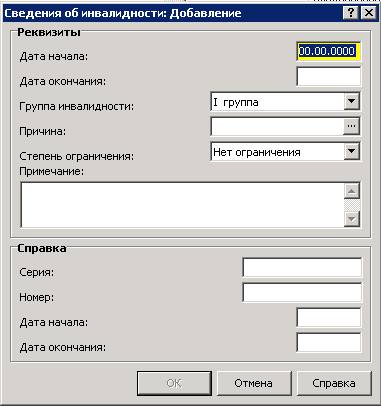 Сведения об инвалидности: Добавление
Реквизиты
Дата начала: 00.00.0000
Дата окончания:
Группа инвалидности: I группа
Причина: ...
Степень ограничения: Нет ограничения
Примечание:
Справка
Серия:
Номер:
Дата начала:
Дата окончания:
OK Отмена Справка